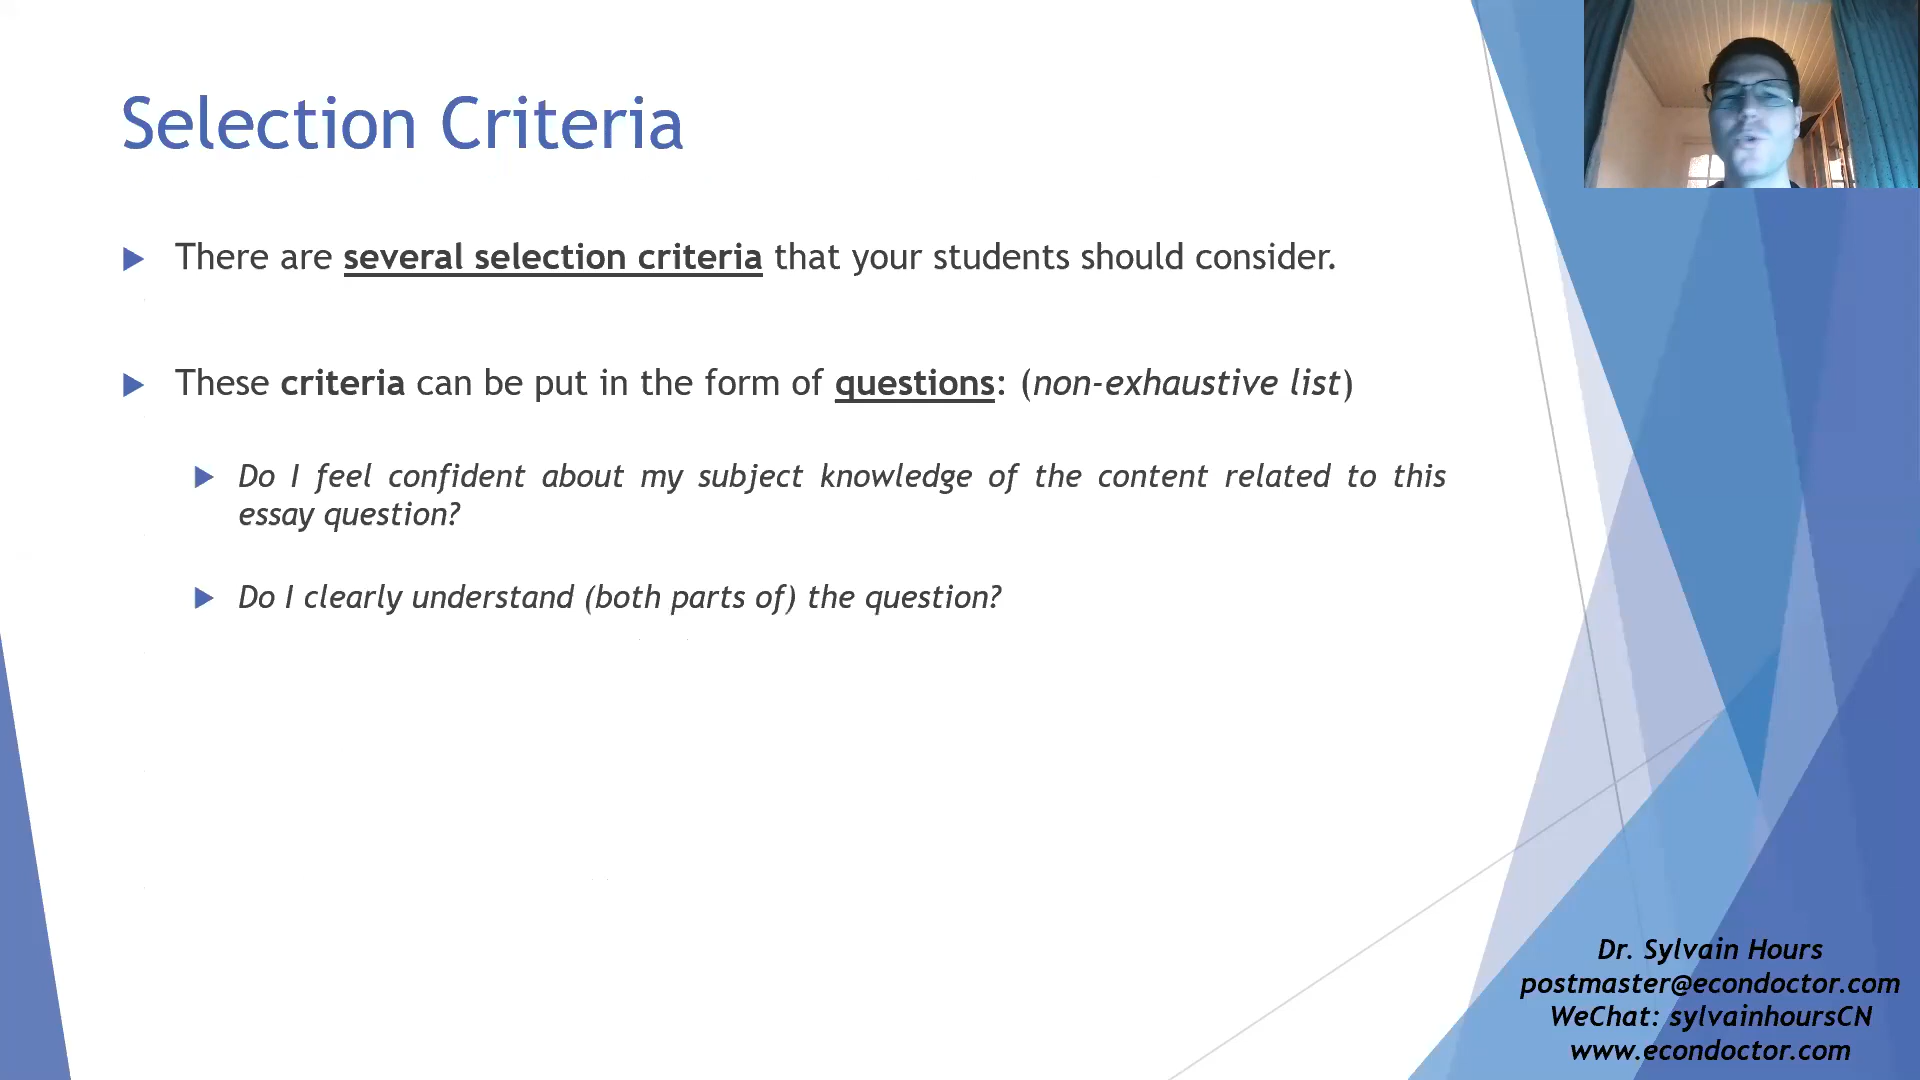 Selection Criteria
There are several selection criteria that your students should consider.
These criteria can be put in the form of questions: (non-exhaustive list)
Do I feel confident about my subject knowledge of the content related to this
essay question?
Do I clearly understand (both parts of) the question?
Dr. Sylvain Hours
postmaster@econdoctor.com
WeChat: sylvainhoursCN
www.econdoctor.com